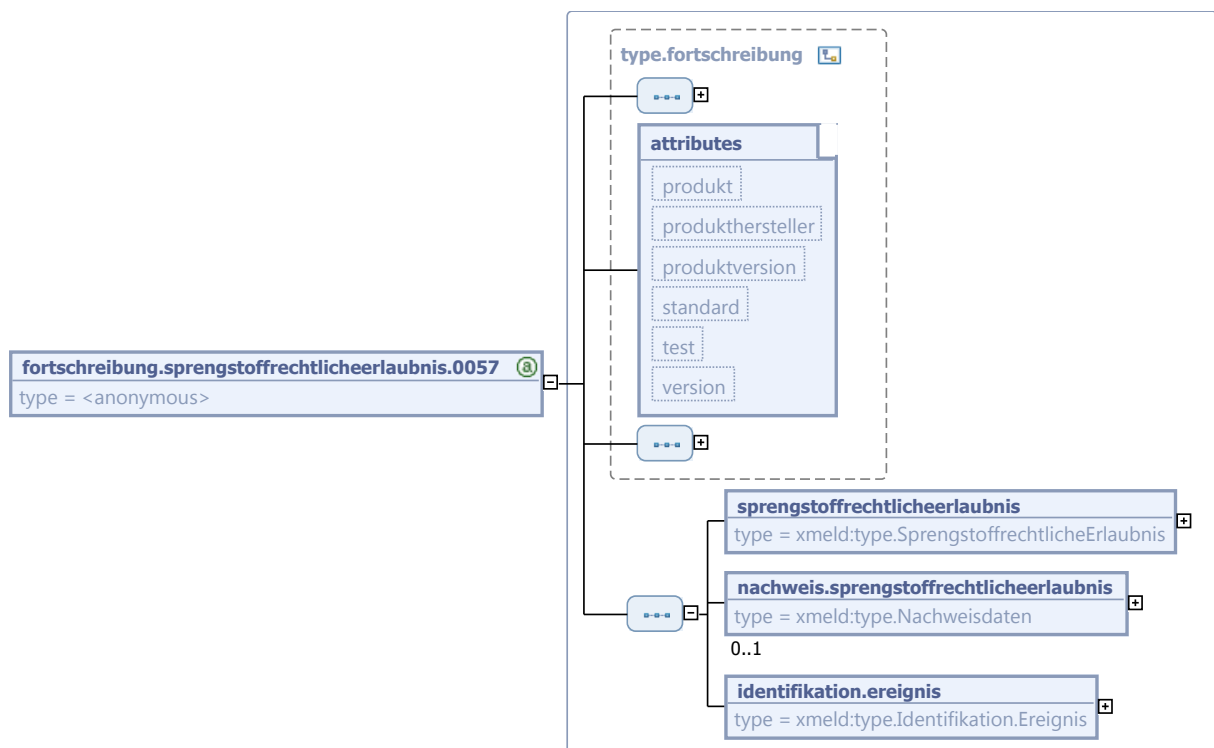 type.fortschreibung
attributes
produkt
produkthersteller
produktversion
standard
test
version
fortschreibung.sprengstoffrechtlicheerlaubnis.0057 a
type = <anonymous>
sprengstoffrechtlicheerlaubnis
type = xmeld:type.SprengstoffrechtlicheErlaubnis
nachweis.sprengstoffrechtlicheerlaubnis
type = xmeld:type.Nachweisdaten
0..1
identifikation.ereignis
type = xmeld:type.Identifikation.Ereignis